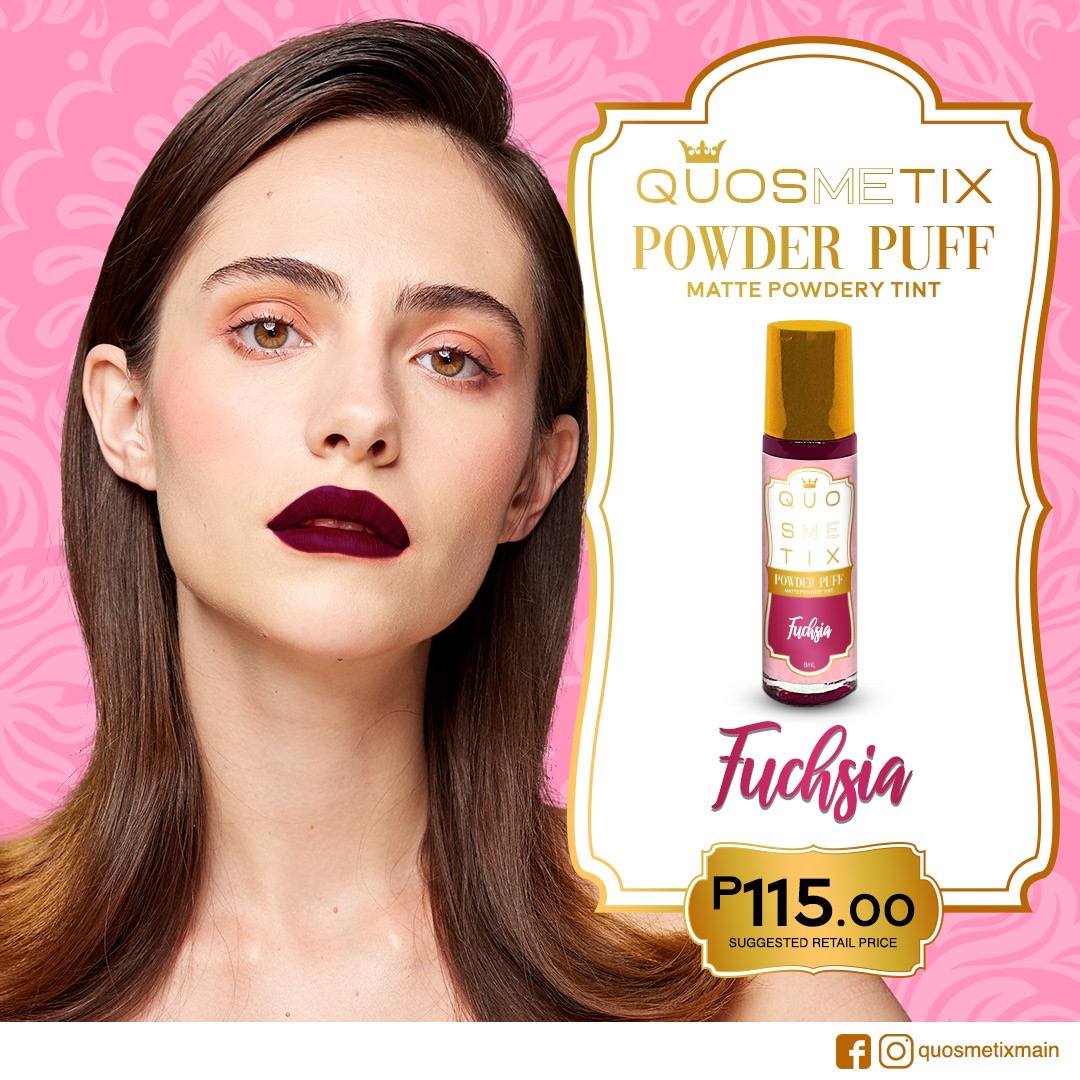 QUOSMETIX
POWDER PUFF
MATTE POWDERY TINT
QUO
SME
TIX
POWDER PUFF
MATTE POWDERY TINT
Fuchsia
8mL
Fuchsia
P115.00
SUGGESTED RETAIL PRICE
quosmetixmain